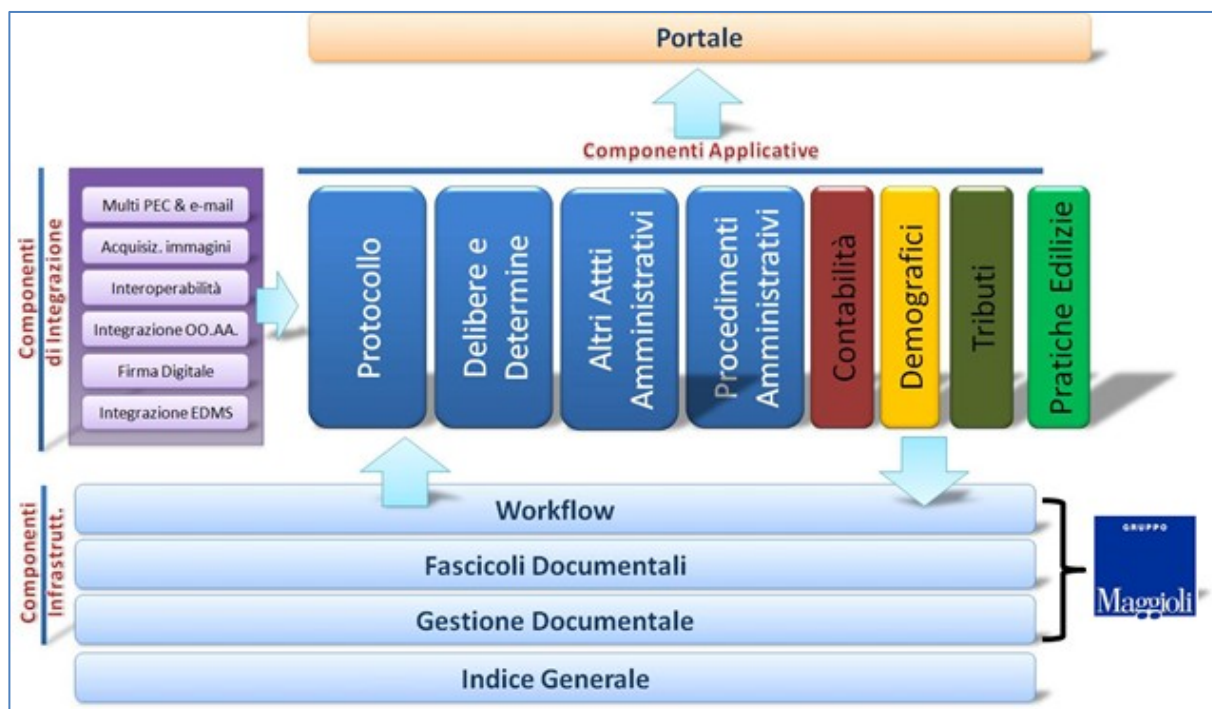 Portale
Componenti Applicative
Componenti
di Integrazione
Multi PEC & e-mail
Acquisiz. immagini
Interoperabilità
Integrazione OO.AA.
Firma Digitale
Integrazione EDMS
Protocollo
Delibere e
Determine
Altri Attti
Amministrativi
Procedimenti
Amministrativi
Contabilità
Demografici
Tributi
Pratiche Edilizie
Componenti
Infrastrutt.
Workflow
Fascicoli Documentali
Gestione Documentale
Indice Generale
GRUPPO
Maggioli